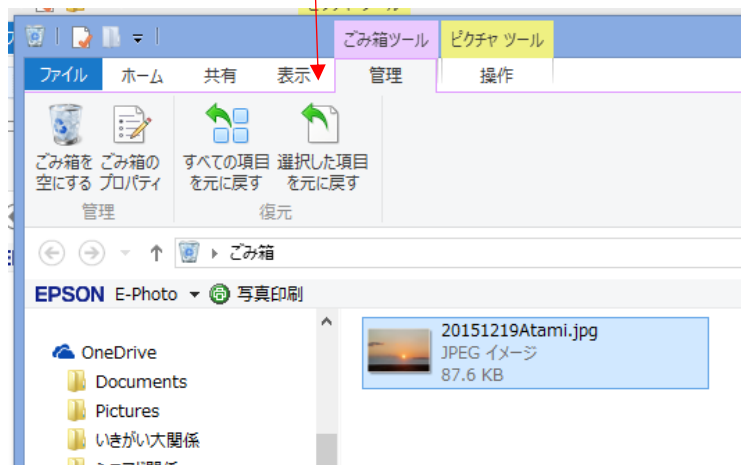 ごみ箱ツール ピクチャ ツール
ファイル ホーム 共有 表示 管理 操作
ごみ箱を空にする
ごみ箱のプロパティ
すべての項目を元に戻す
選択した項目を元に戻す
管理 復元
ごみ箱
EPSON E-Photo 写真印刷
OneDrive
Documents
Pictures
いきがい大関係
20151219Atami.jpg
JPEG イメージ
87.6 KB